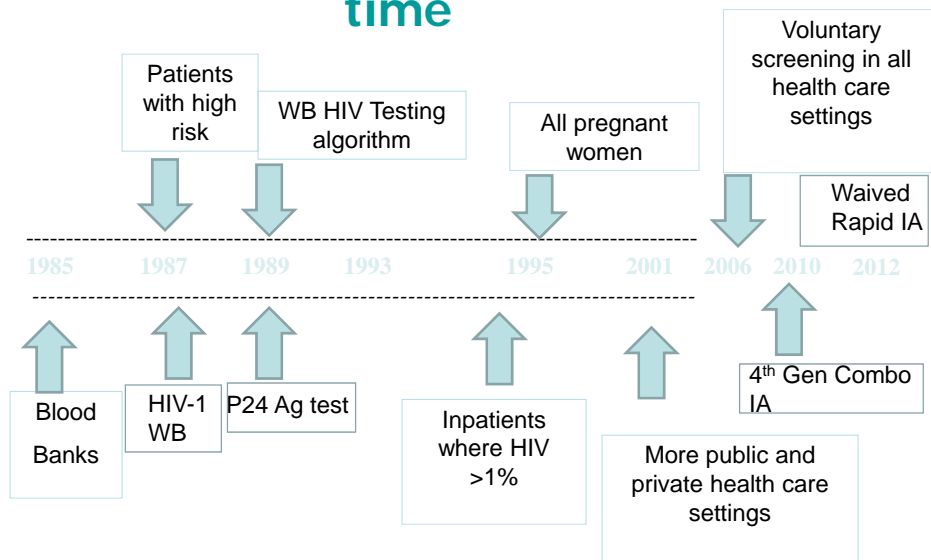 time
Patients
with high
risk
WB HIV Testing
algorithm
All pregnant
women
Voluntary
screening in all
health care
settings
Waived
Rapid IA
1985 1987 1989 1993 1995 2001 2006 2010 2012
Blood
Banks
HIV-1
WB
P24 Ag test
Inpatients
where HIV
>1%
More public and
private health care
settings
4th Gen Combo
IA